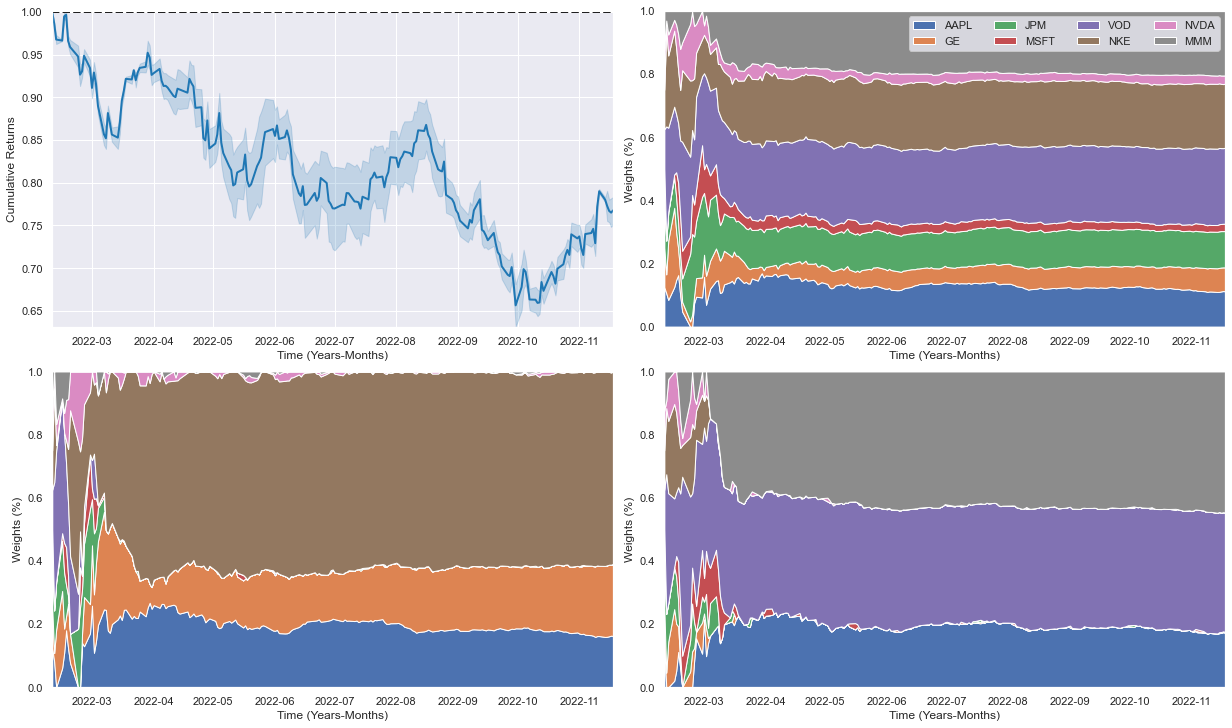 1.00
0.95
0.90
0.85
0.80
0.75
0.70
0.65
Cumulative Returns
2022-03 2022-04 2022-05 2022-06 2022-07 2022-08 2022-09 2022-10 2022-11
Time (Years-Months)
1.0
0.8
0.6
0.4
0.2
0.0
Weights (%)
AAPL JPM VOD NVDA
GE MSFT NKE MMM
2022-03 2022-04 2022-05 2022-06 2022-07 2022-08 2022-09 2022-10 2022-11
Time (Years-Months)
1.0
0.8
0.6
0.4
0.2
0.0
Weights (%)
2022-03 2022-04 2022-05 2022-06 2022-07 2022-08 2022-09 2022-10 2022-11
Time (Years-Months)
1.0
0.8
0.6
0.4
0.2
0.0
Weights (%)
2022-03 2022-04 2022-05 2022-06 2022-07 2022-08 2022-09 2022-10 2022-11
Time (Years-Months)